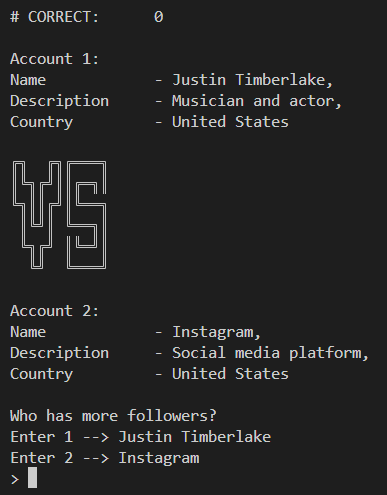 # CORRECT: 0
Account 1:
Name - Justin Timberlake,
Description - Musician and actor,
Country - United States
VS
Account 2:
Name - Instagram,
Description - Social media platform,
Country - United States
Who has more followers?
Enter 1 --> Justin Timberlake
Enter 2 --> Instagram
>